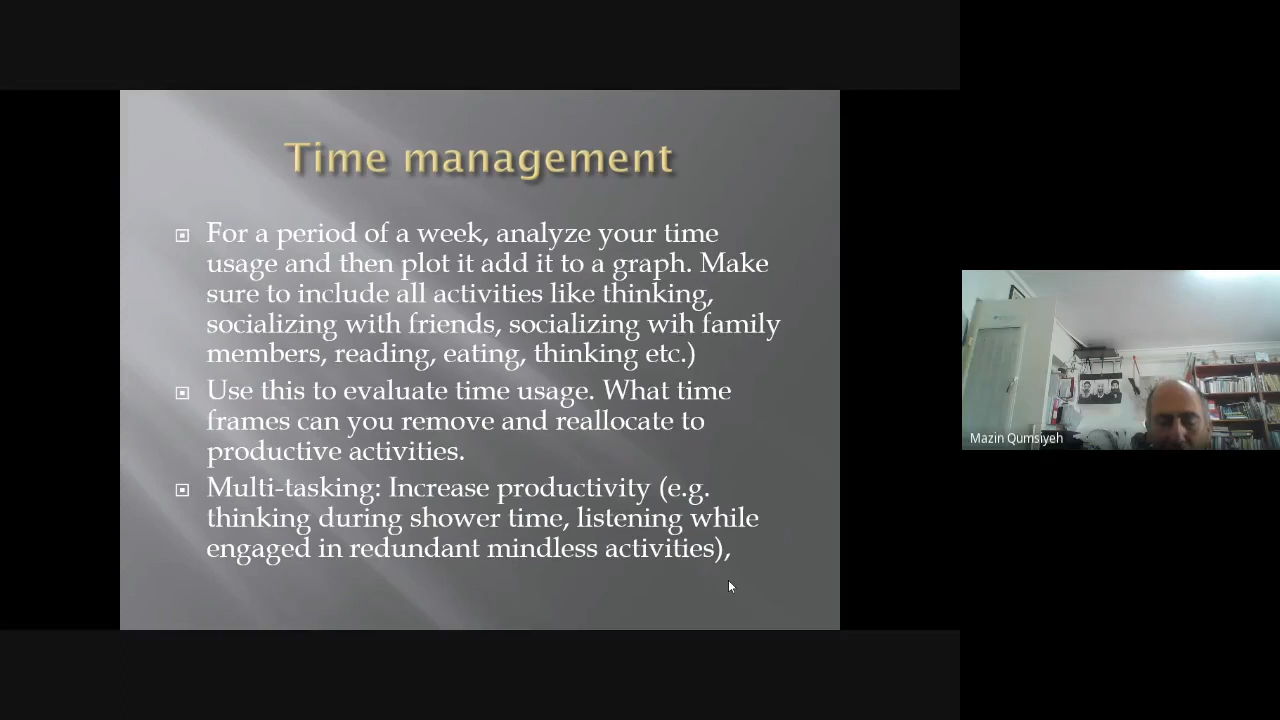 Time management
For a period of a week, analyze your time
usage and then plot it add it to a graph. Make
sure to include all activities like thinking,
socializing with friends, socializing wih family
members, reading, eating, thinking etc.)
Use this to evaluate time usage. What time
frames can you remove and reallocate to
productive activities.
Multi-tasking: Increase productivity (e.g.
thinking during shower time, listening while
engaged in redundant mindless activities),
Mazin Qumsiyeh